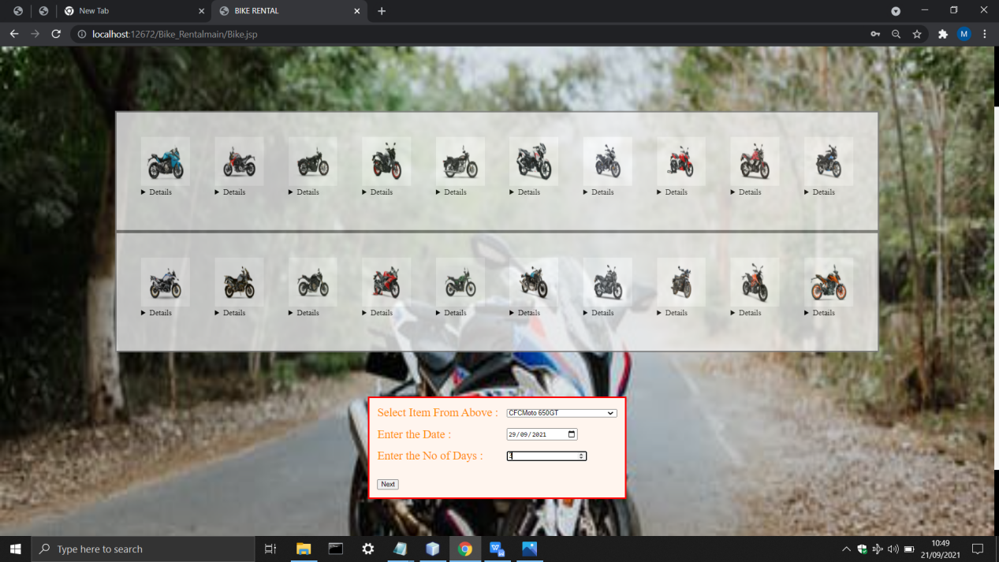 New Tab
BIKE RENTAL
localhost:12672/Bike_Rentalmain/Bike.jsp
M
Details Details Details Details Details Details Details Details Details Details
Details Details Details Details Details Details Details Details Details Details
Select Item From Above : CFCMoto 650GT
Enter the Date : 29/09/2021
Enter the No of Days : 3
Next
Type here to search
10:49
21/09/2021